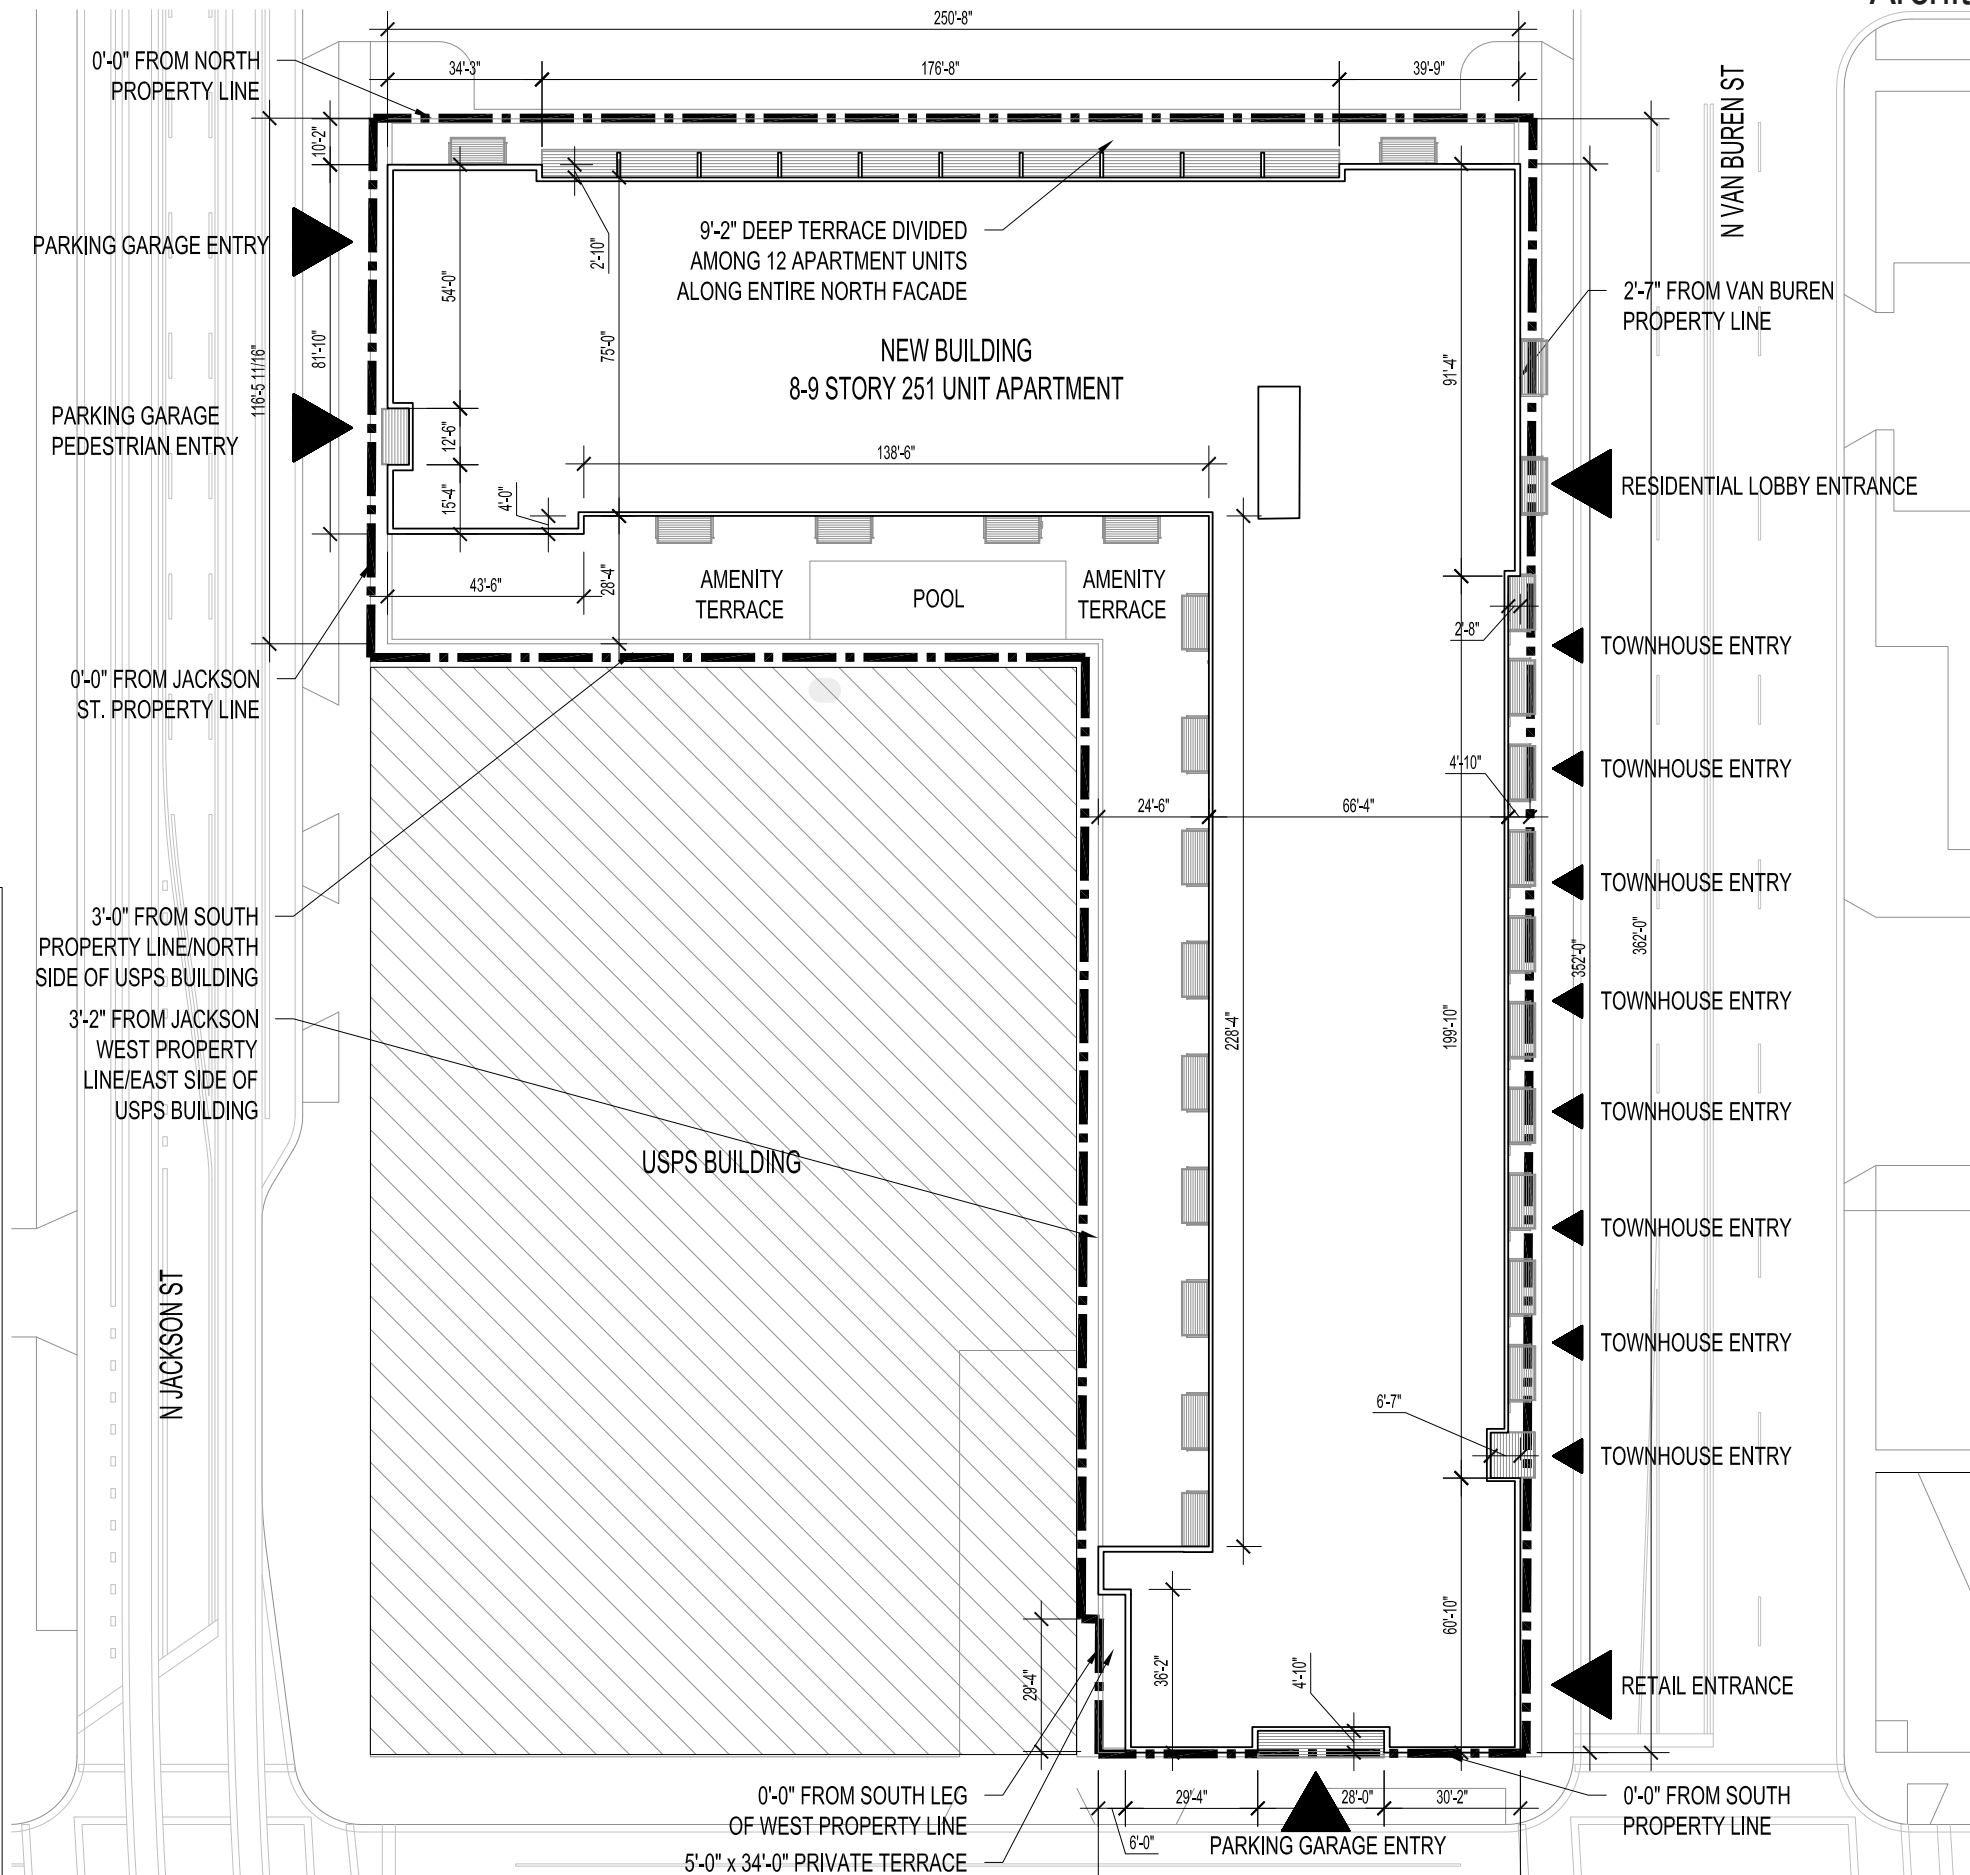 250'-8"
34'-3"
176'-8"
39'-9"
0'-0" FROM NORTH
PROPERTY LINE
10'-2"
N VAN BUREN ST
PARKING GARAGE ENTRY
9'-2" DEEP TERRACE DIVIDED
AMONG 12 APARTMENT UNITS
ALONG ENTIRE NORTH FACADE
2'-10"
54'-0"
2'-7" FROM VAN BUREN
PROPERTY LINE
NEW BUILDING
8-9 STORY 251 UNIT APARTMENT
116'-5 11/16"
81'-10"
75'-0"
91'-4"
PARKING GARAGE
PEDESTRIAN ENTRY
12'-6"
138'-6"
15'-4"
4'-0"
RESIDENTIAL LOBBY ENTRANCE
43'-6"
28'-4"
AMENITY
TERRACE
POOL
AMENITY
TERRACE
2'-8"
TOWNHOUSE ENTRY
0'-0" FROM JACKSON
ST. PROPERTY LINE
4'-10"
TOWNHOUSE ENTRY
24'-6"
66'-4"
TOWNHOUSE ENTRY
3'-0" FROM SOUTH
PROPERTY LINE/NORTH
SIDE OF USPS BUILDING
352'-0"
362'-0"
TOWNHOUSE ENTRY
3'-2" FROM JACKSON
WEST PROPERTY
LINE/EAST SIDE OF
USPS BUILDING
228'-4"
199'-10"
TOWNHOUSE ENTRY
USPS BUILDING
TOWNHOUSE ENTRY
N JACKSON ST
TOWNHOUSE ENTRY
6'-7"
TOWNHOUSE ENTRY
60'-10"
29'-4"
36'-2"
4'-10"
RETAIL ENTRANCE
0'-0" FROM SOUTH LEG
OF WEST PROPERTY LINE
29'-4"
28'-0"
30'-2"
0'-0" FROM SOUTH
PROPERTY LINE
6'-0"
PARKING GARAGE ENTRY
5'-0" x 34'-0" PRIVATE TERRACE